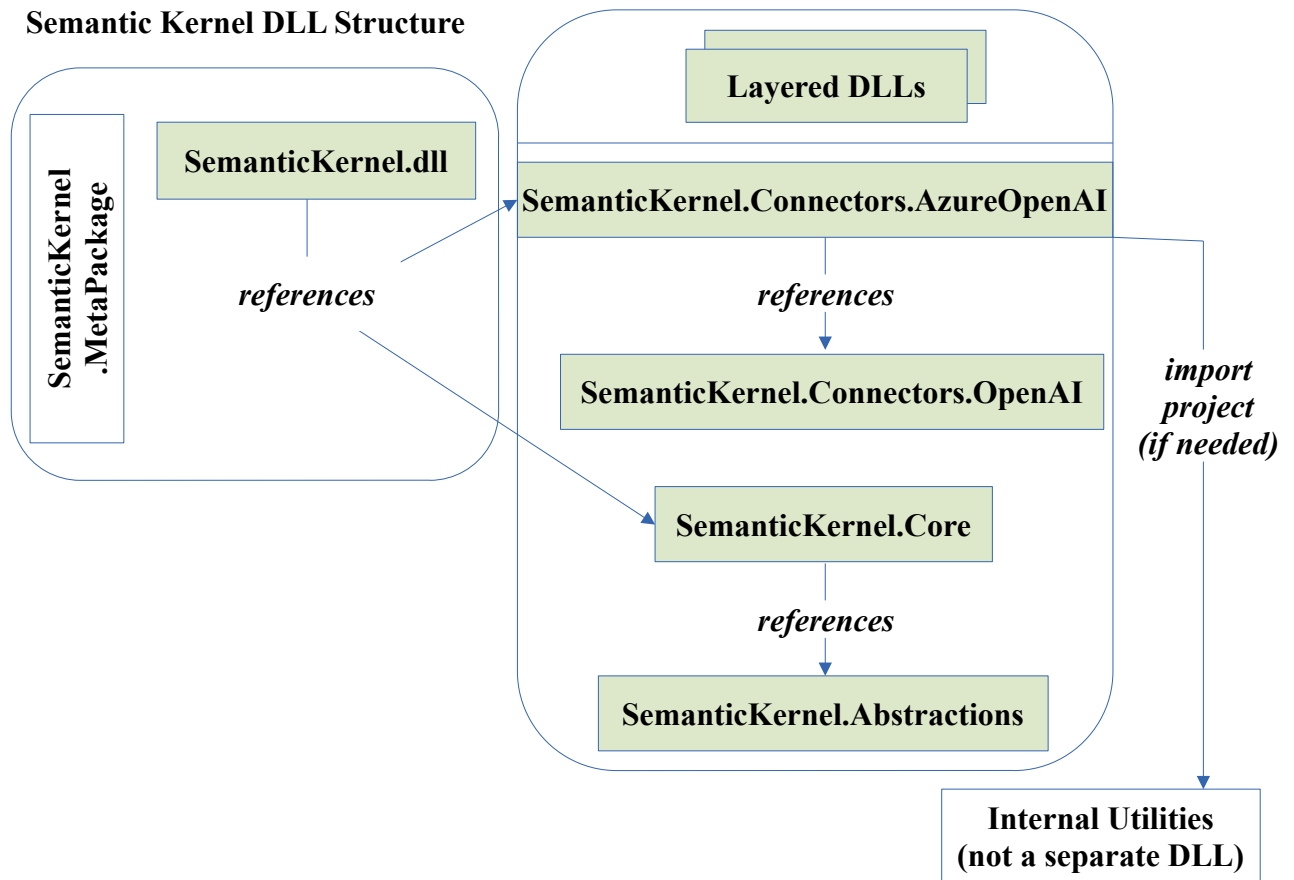 Semantic Kernel DLL Structure
SemanticKernel
.MetaPackage
SemanticKernel.dll
references
Layered DLLs
SemanticKernel.Connectors.AzureOpenAI
references
SemanticKernel.Connectors.OpenAI
SemanticKernel.Core
references
SemanticKernel.Abstractions
import
project
(if needed)
Internal Utilities
(not a separate DLL)